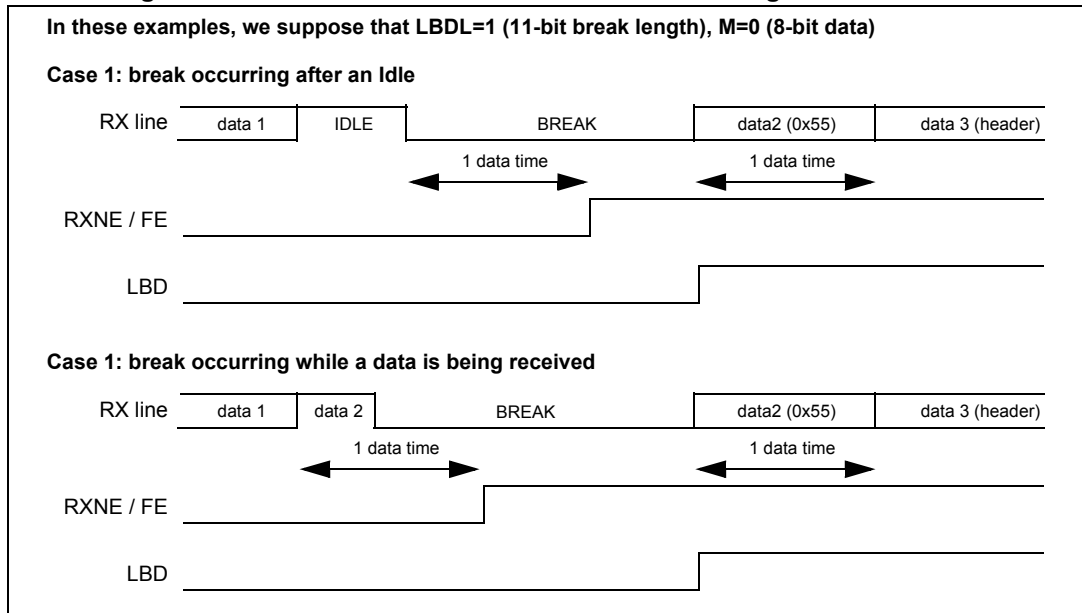 In these examples, we suppose that LBDL=1 (11-bit break length), M=0 (8-bit data)
Case 1: break occurring after an Idle
RX line data 1 IDLE BREAK data2 (0x55) data 3 (header)
1 data time 1 data time
RXNE / FE
LBD
Case 1: break occurring while a data is being received
RX line data 1 data 2 BREAK data2 (0x55) data 3 (header)
1 data time 1 data time
RXNE / FE
LBD